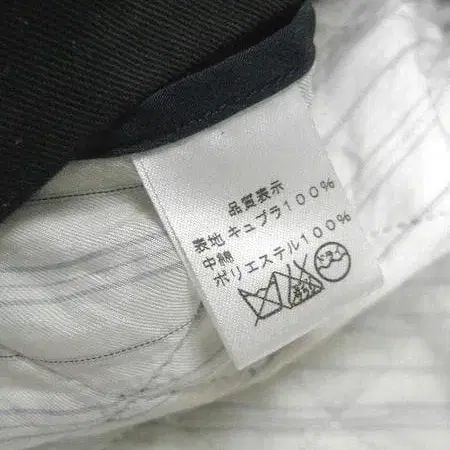 品質表示
表地 キュプラ100%
中綿
ポリエステル100%